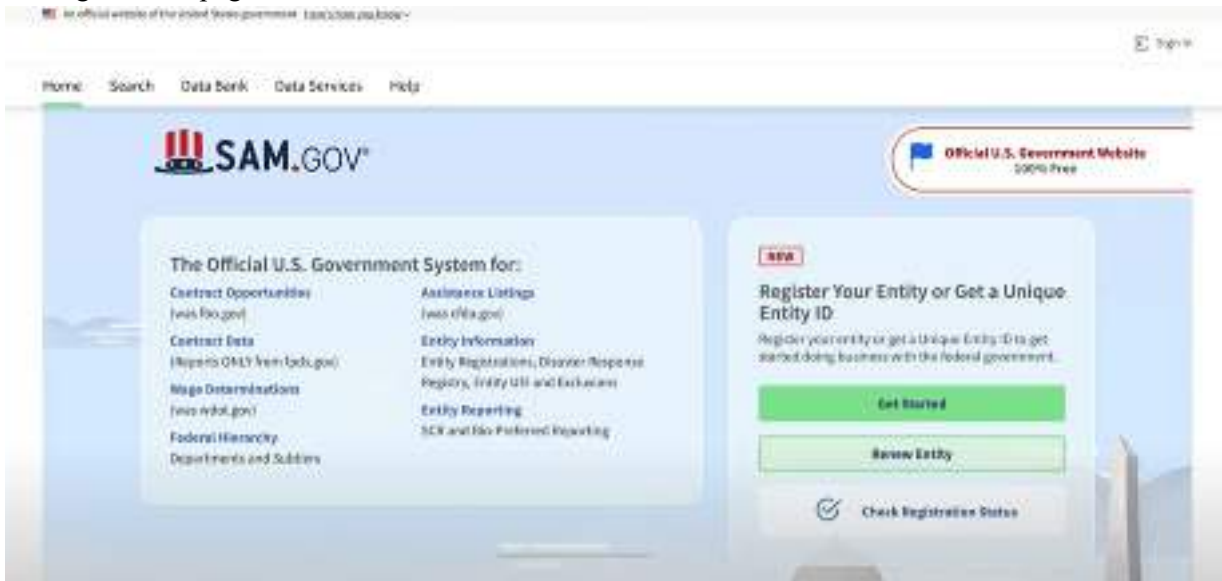 An official website of the United States government Here's how you know
Sign In
Home Search Data Bank Data Services Help
SAM.GOV®
Official U.S. Government Website
100% Free
The Official U.S. Government System for:
Contract Opportunities
(was fbo.gov)
Contract Data
(Reports ONLY from fpds.gov)
Wage Determinations
(was wdol.gov)
Federal Hierarchy
Departments and Subtiers
Assistance Listings
(was cfda.gov)
Entity Information
Entity Registrations, Disaster Response
Registry, Entity UEI and Exclusions
Entity Reporting
SCR and Bio-Preferred Reporting
NEW
Register Your Entity or Get a Unique
Entity ID
Register your entity or get a Unique Entity ID to get
started doing business with the federal government.
Get Started
Renew Entity
Check Registration Status